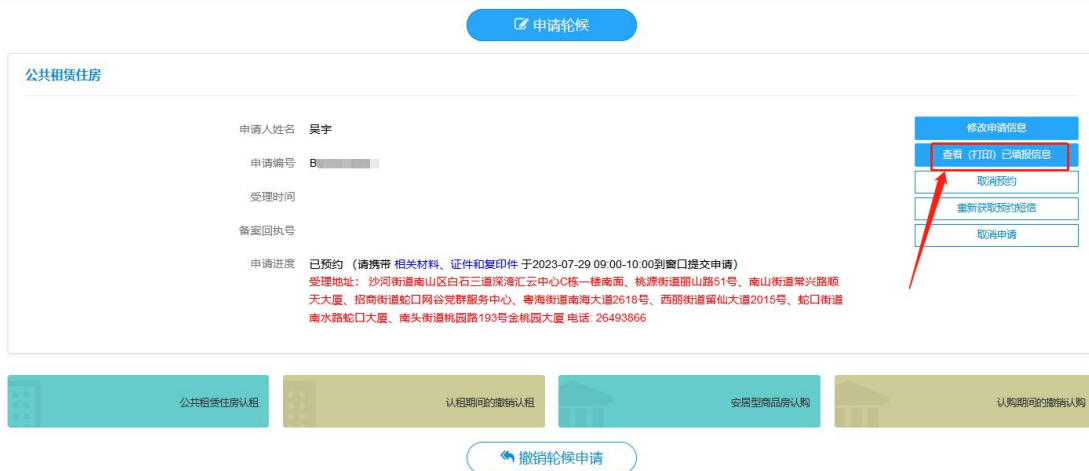 申请轮候
公共租赁住房
申请人姓名 吴宇
修改申请信息
申请编号 B
查看（打印）已填报信息
受理时间
取消预约
重新获取预约短信
备案回执号
取消申请
申请进度 已预约 （请携带 相关材料、证件和复印件 于2023-07-29 09:00-10:00到窗口提交申请）
受理地址： 沙河街道南山区白石三道深湾汇云中心C栋一楼南面、桃源街道丽山路51号、南山街道常兴路顺
天大厦、招商街道蛇口网谷党群服务中心、粤海街道南海大道2618号、西丽街道留仙大道2015号、蛇口街道
南水路蛇口大厦、南头街道桃园路193号金桃园大厦 电话: 26493866
公共租赁住房认租 认租期间的撤销认租 安居型商品房认购 认购期间的撤销认购
撤销轮候申请